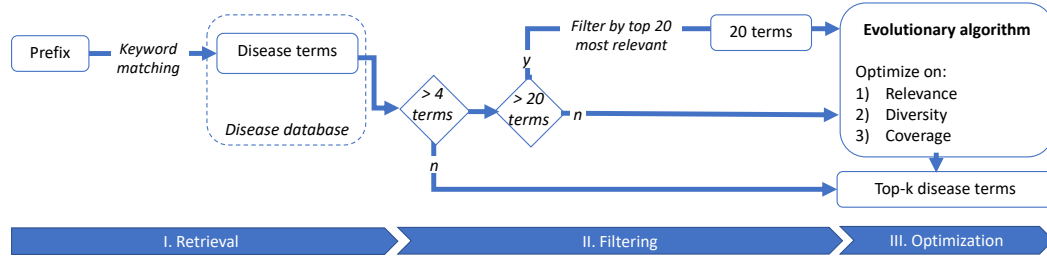 Prefix
Keyword
matching
Disease terms
Disease database
> 4
terms
n
> 20
terms
y
n
Filter by top 20
most relevant
20 terms
Evolutionary algorithm
Optimize on:
1) Relevance
2) Diversity
3) Coverage
Top-k disease terms
I. Retrieval
II. Filtering
III. Optimization